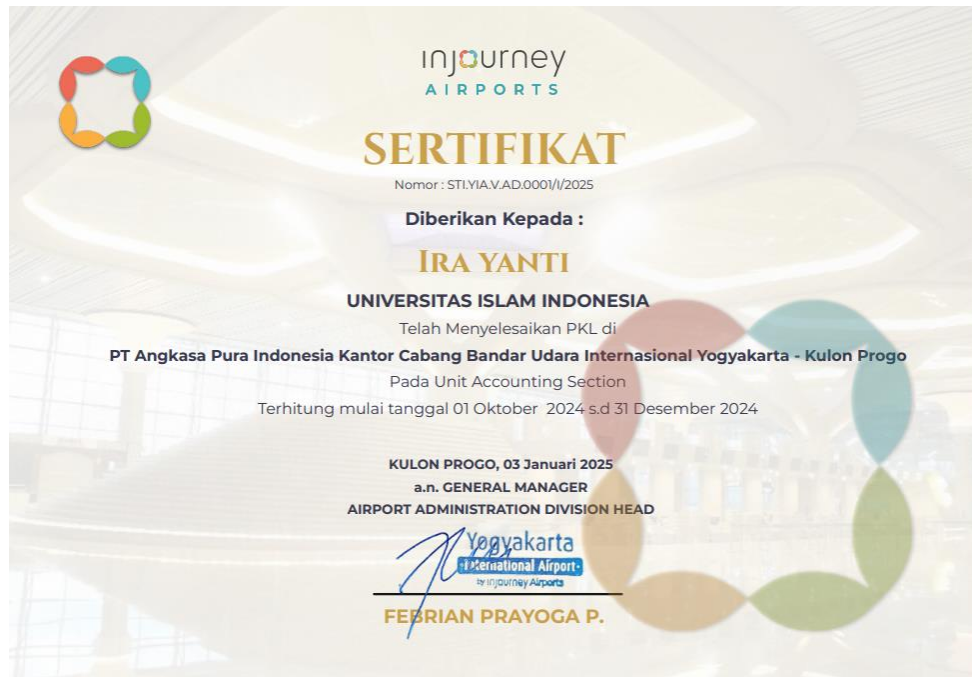 injourney
AIRPORTS
SERTIFIKAT
Nomor : STI.YIA.V.AD.0001/I/2025
Diberikan Kepada :
IRA YANTI
UNIVERSITAS ISLAM INDONESIA
Telah Menyelesaikan PKL di
PT Angkasa Pura Indonesia Kantor Cabang Bandar Udara Internasional Yogyakarta - Kulon Progo
Pada Unit Accounting Section
Terhitung mulai tanggal 01 Oktober 2024 s.d 31 Desember 2024
KULON PROGO, 03 Januari 2025
a.n. GENERAL MANAGER
AIRPORT ADMINISTRATION DIVISION HEAD
Yogyakarta
International Airport
by injourney Airports
FEBRIAN PRAYOGA P.